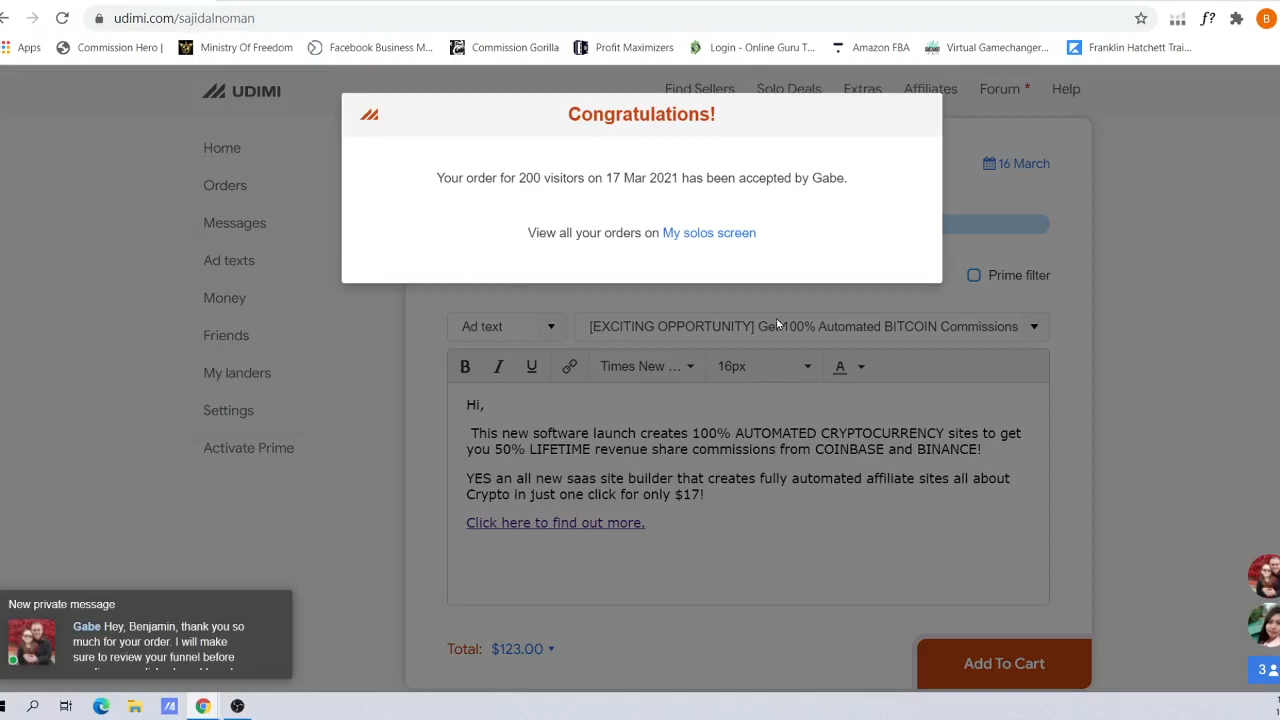 udimi.com/sajidalnoman
f?
B
Apps
Commission Hero |
Ministry Of Freedom
Facebook Business M...
Commission Gorilla
Profit Maximizers
Login - Online Guru T...
Amazon FBA
Virtual Gamechanger...
Franklin Hatchett Trai...
UDIMI
Find Sellers
Solo Deals
Extras
Affiliates
Forum *
Help
Home
Orders
Messages
Ad texts
Money
Friends
My landers
Settings
Activate Prime
Congratulations!
Your order for 200 visitors on 17 Mar 2021 has been accepted by Gabe.
View all your orders on My solos screen
16 March
Prime filter
Ad text
[EXCITING OPPORTUNITY] Get 100% Automated BITCOIN Commissions
B I U
Times New ...
16px
A
Hi,
This new software launch creates 100% AUTOMATED CRYPTOCURRENCY sites to get
you 50% LIFETIME revenue share commissions from COINBASE and BINANCE!
YES an all new saas site builder that creates fully automated affiliate sites all about
Crypto in just one click for only $17!
Click here to find out more.
Total: $123.00
Add To Cart
New private message
Gabe Hey, Benjamin, thank you so
much for your order. I will make
sure to review your funnel before
3